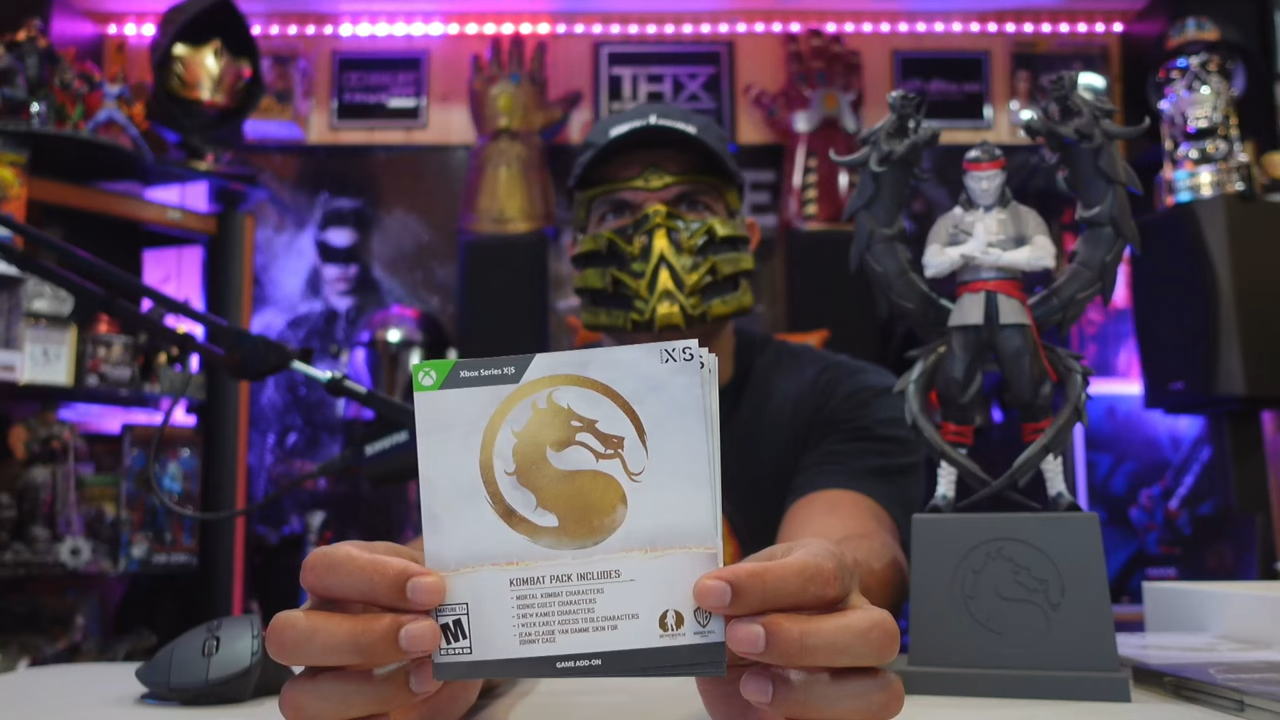 THX
Xbox Series X|S
X|S
SHURE
KOMBAT PACK INCLUDES:
- MORTAL KOMBAT CHARACTERS
- ICONIC GUEST CHARACTERS
- 5 NEW KAMEO CHARACTERS
- 1 WEEK EARLY ACCESS TO DLC CHARACTERS
- JEAN-CLAUDE VAN DAMME SKIN FOR
JOHNNY CAGE
MATURE 17+
M
ESRB
GAME ADD-ON